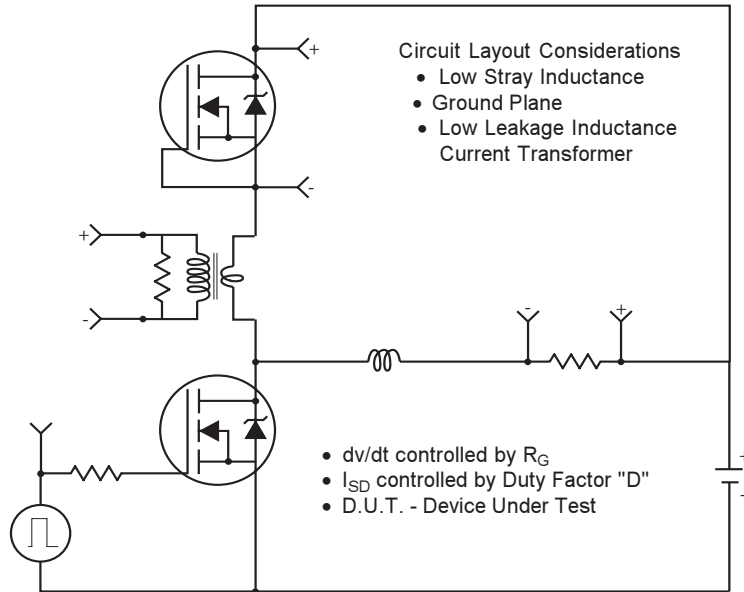 +
Circuit Layout Considerations
• Low Stray Inductance
• Ground Plane
• Low Leakage Inductance
Current Transformer
-
+
-
- +
• dv/dt controlled by RG
• ISD controlled by Duty Factor "D"
• D.U.T. - Device Under Test
+
-